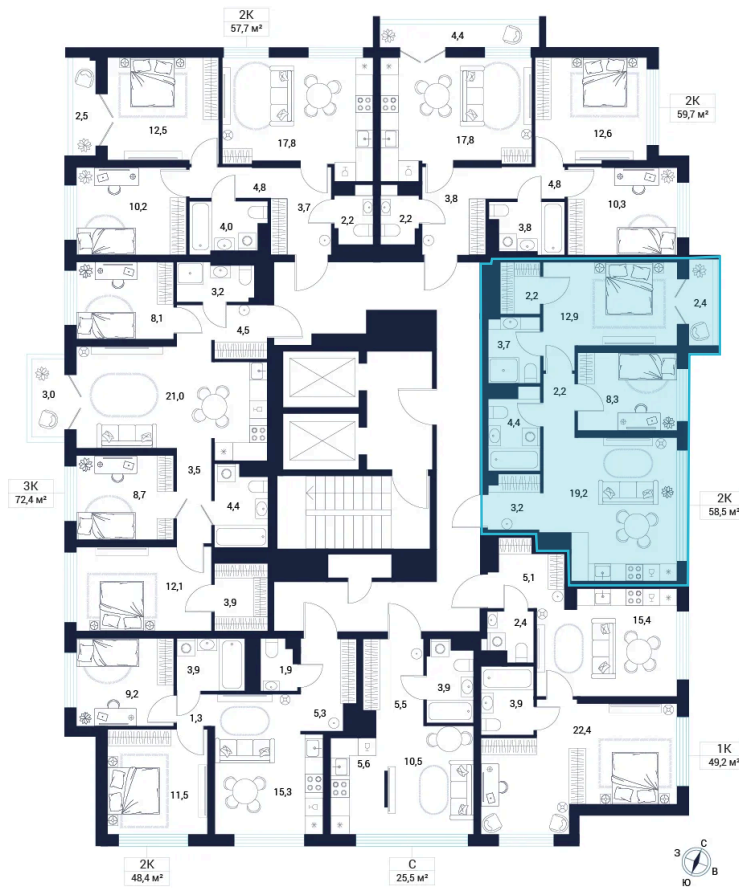 2К
57,7 м²
4,4
2,5
12,5
17,8
17,8
12,6
2К
59,7 м²
10,2
4,8
4,0
3,7
2,2
2,2
3,8
4,8
3,8
10,3
3,2
8,1
4,5
2,2
12,9
2,4
3,7
3,0
21,0
2,2
8,3
4,4
3,5
8,7
4,4
3К
72,4 м²
3,2
19,2
2К
58,5 м²
12,1
3,9
5,1
2,4
15,4
9,2
3,9
1,9
1,3
5,3
5,5
3,9
3,9
22,4
11,5
15,3
5,6
10,5
1К
49,2 м²
2К
48,4 м²
С
25,5 м²
С
З
В
Ю